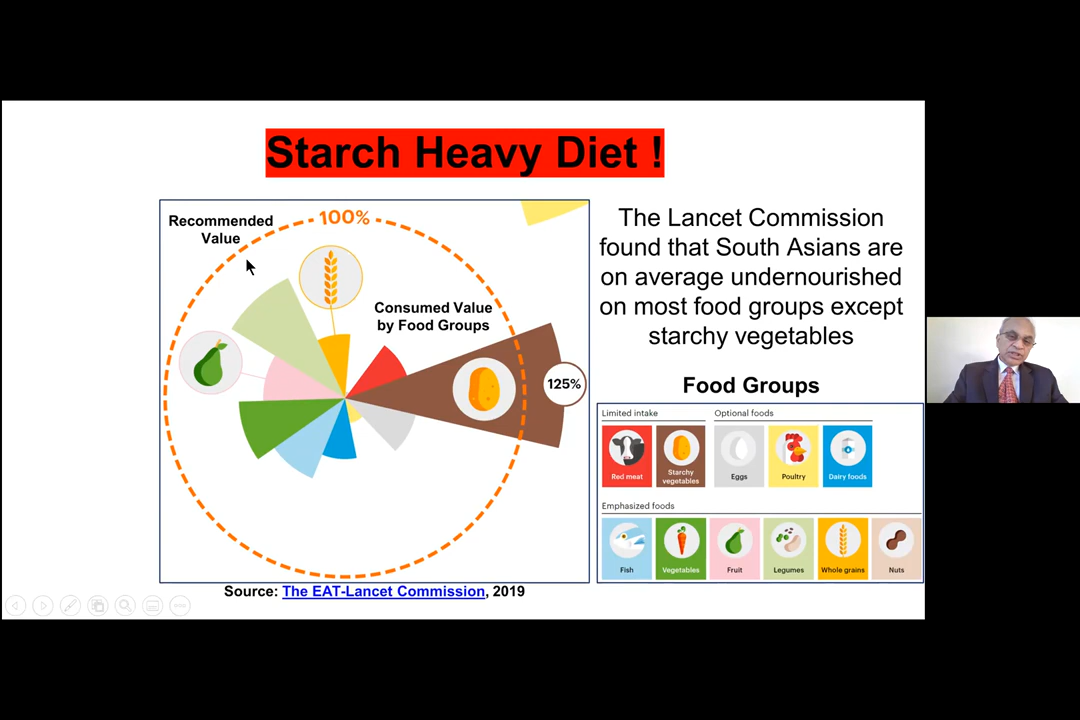 Starch Heavy Diet !
Recommended
Value
100%
Consumed Value
by Food Groups
125%
The Lancet Commission
found that South Asians are
on average undernourished
on most food groups except
starchy vegetables
Food Groups
Limited intake
Optional foods
Red meat
Starchy
vegetables
Eggs
Poultry
Dairy foods
Emphasized foods
Fish
Vegetables
Fruit
Legumes
Whole grains
Nuts
Source: The EAT-Lancet Commission, 2019